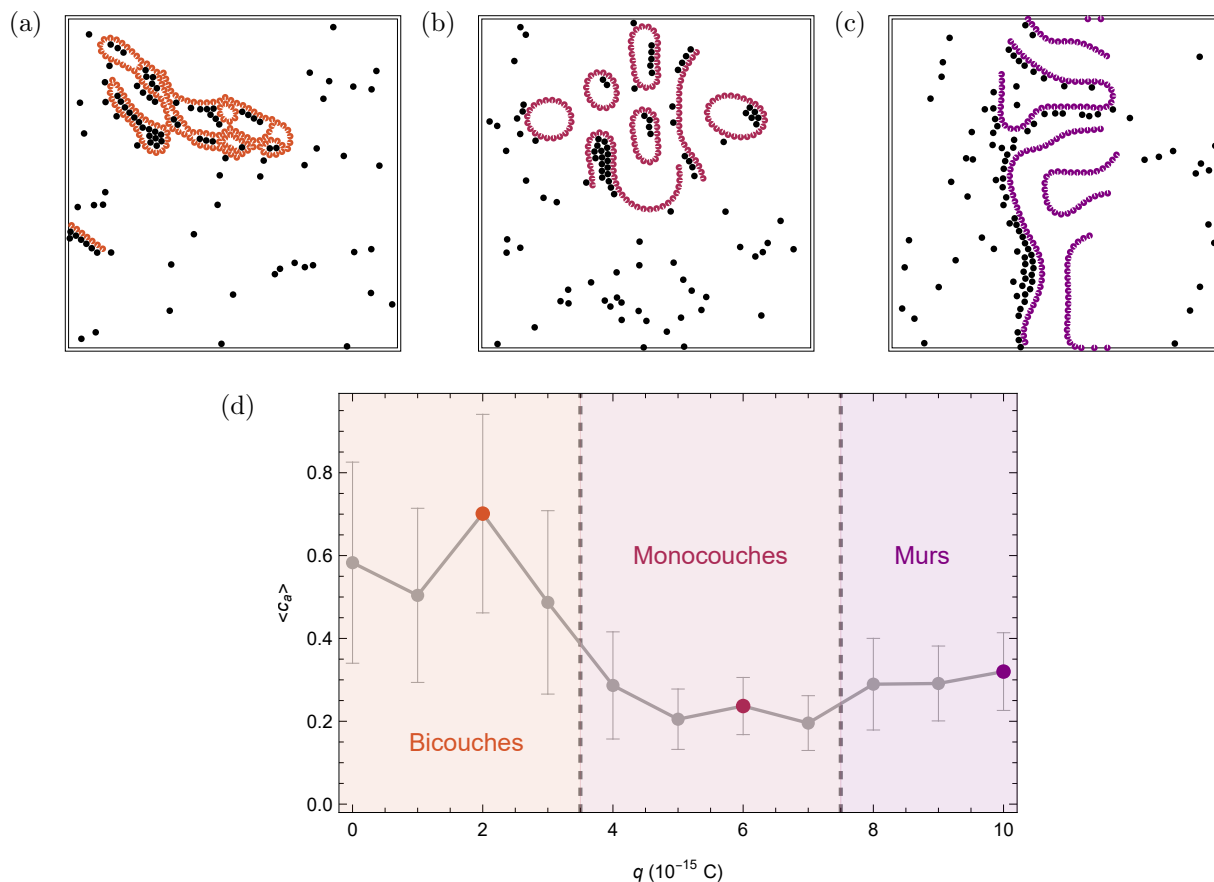 (a)
(b)
(c)
(d)
0.8
0.6
0.4
0.2
0.0
<c_a>
Bicouches
Monocouches
Murs
0 2 4 6 8 10
q (10⁻¹⁵ C)